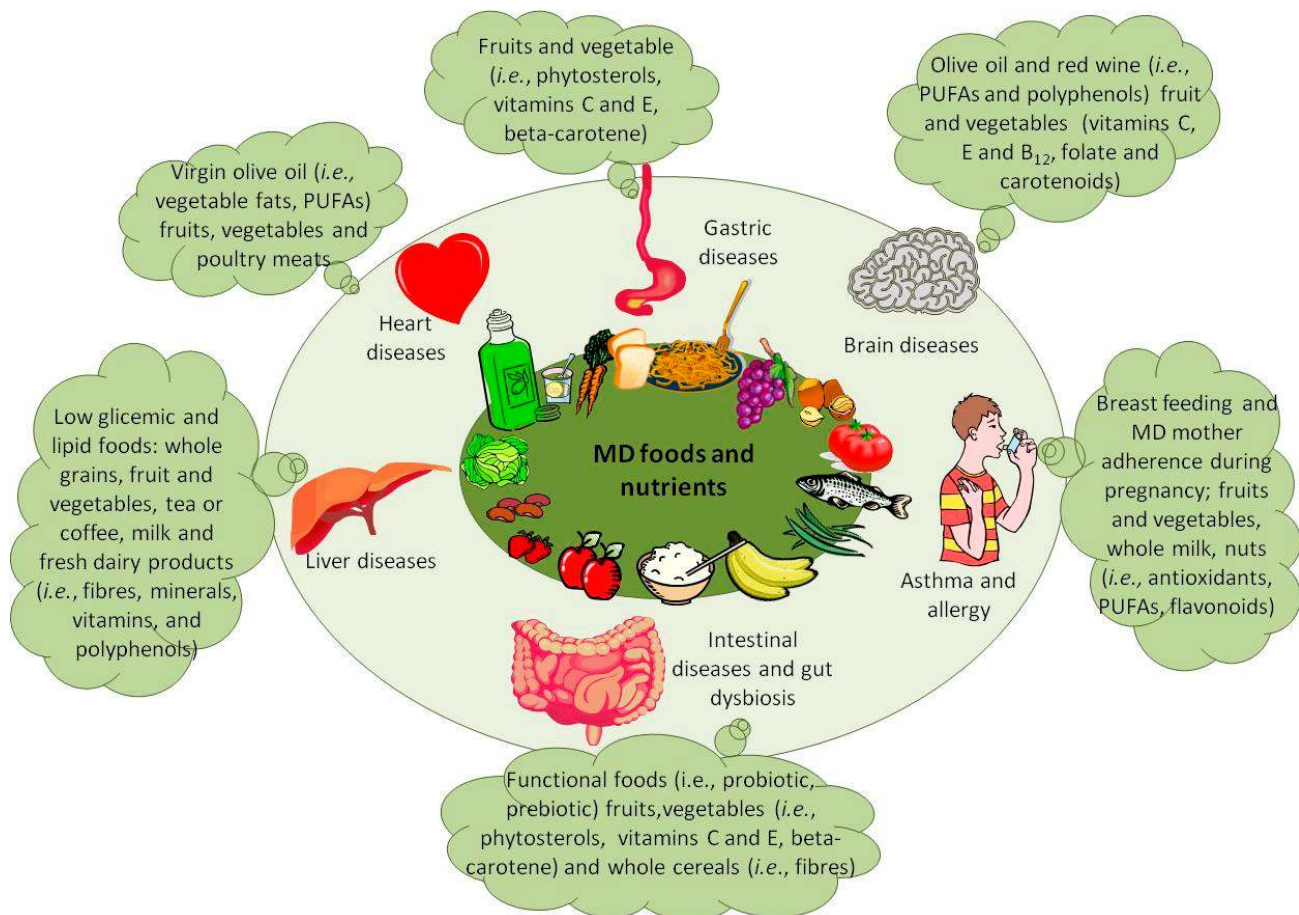 Fruits and vegetable
(i.e., phytosterols,
vitamins C and E,
beta-carotene)
Olive oil and red wine (i.e.,
PUFAs and polyphenols) fruit
and vegetables (vitamins C,
E and B12, folate and
carotenoids)
Virgin olive oil (i.e.,
vegetable fats, PUFAs)
fruits, vegetables and
poultry meats
Gastric
diseases
Heart
diseases
Brain diseases
Low glicemic and
lipid foods: whole
grains, fruit and
vegetables, tea or
coffee, milk and
fresh dairy products
(i.e., fibres, minerals,
vitamins, and
polyphenols)
MD foods and
nutrients
Breast feeding and
MD mother
adherence during
pregnancy; fruits
and vegetables,
whole milk, nuts
(i.e., antioxidants,
PUFAs, flavonoids)
Liver diseases
Asthma and
allergy
Intestinal
diseases and gut
dysbiosis
Functional foods (i.e., probiotic,
prebiotic) fruits,vegetables (i.e.,
phytosterols, vitamins C and E, beta-
carotene) and whole cereals (i.e., fibres)